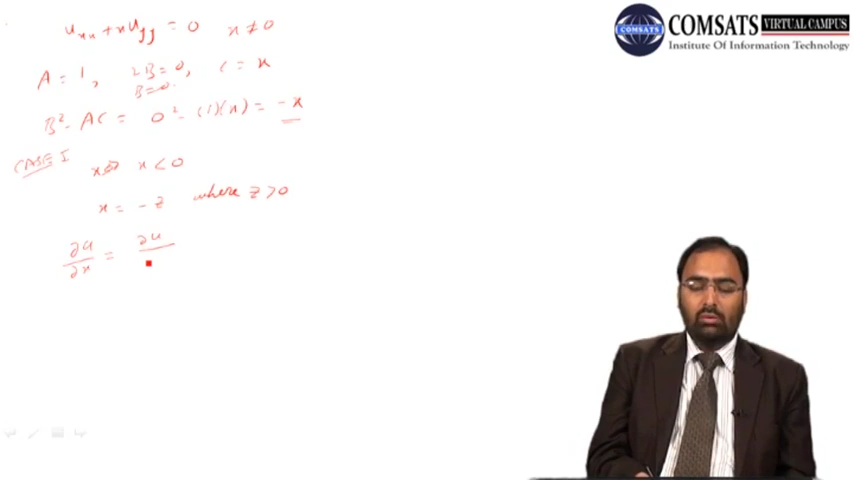 u_xx + x u_yy = 0   x ≠ 0
A = 1,   2B = 0,   C = x
B = 0.
B² - AC = 0² - (1)(x) = - x
CASE I   x < 0
x = - z   where z > 0
∂u/∂x = ∂u/
COMSATS VIRTUAL CAMPUS
Institute Of Information Technology
COMSATS